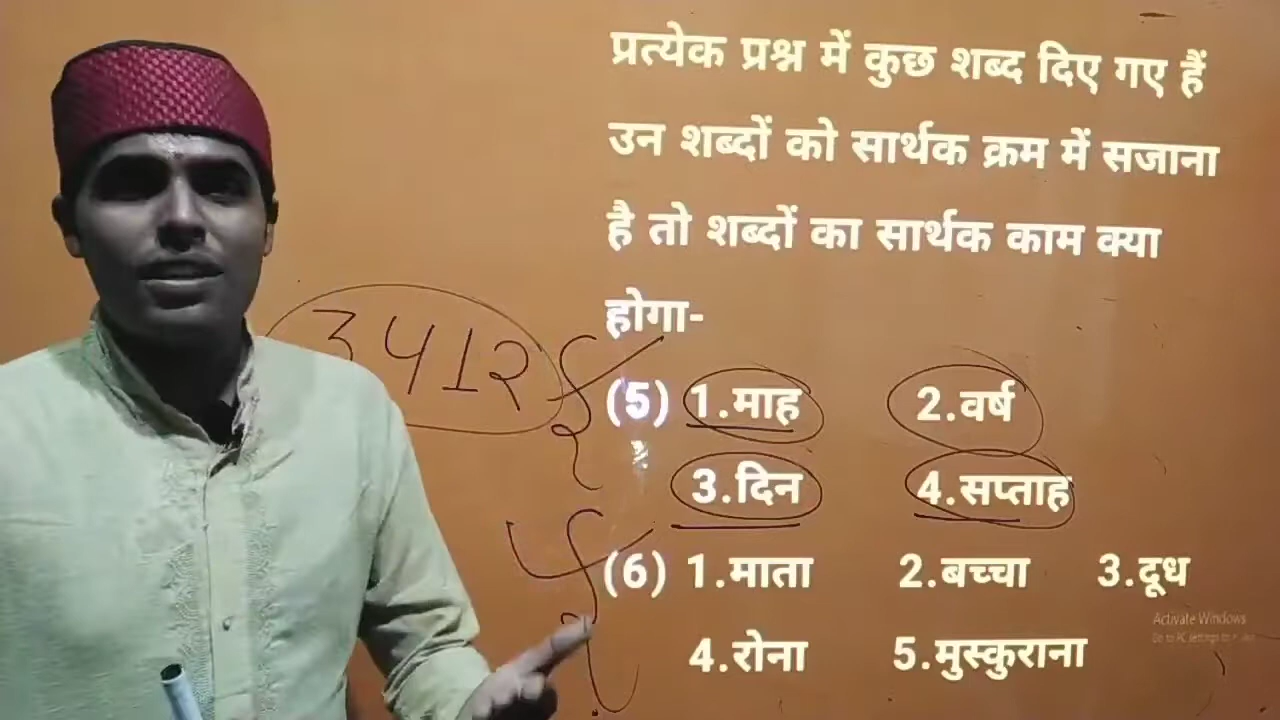 प्रत्येक प्रश्न में कुछ शब्द दिए गए हैं
उन शब्दों को सार्थक क्रम में सजाना
है तो शब्दों का सार्थक काम क्या
होगा-
341२
(5) 1.माह 2.वर्ष
3.दिन 4.सप्ताह
(6) 1.माता 2.बच्चा 3.दूध
4.रोना 5.मुस्कुराना
Activate Windows